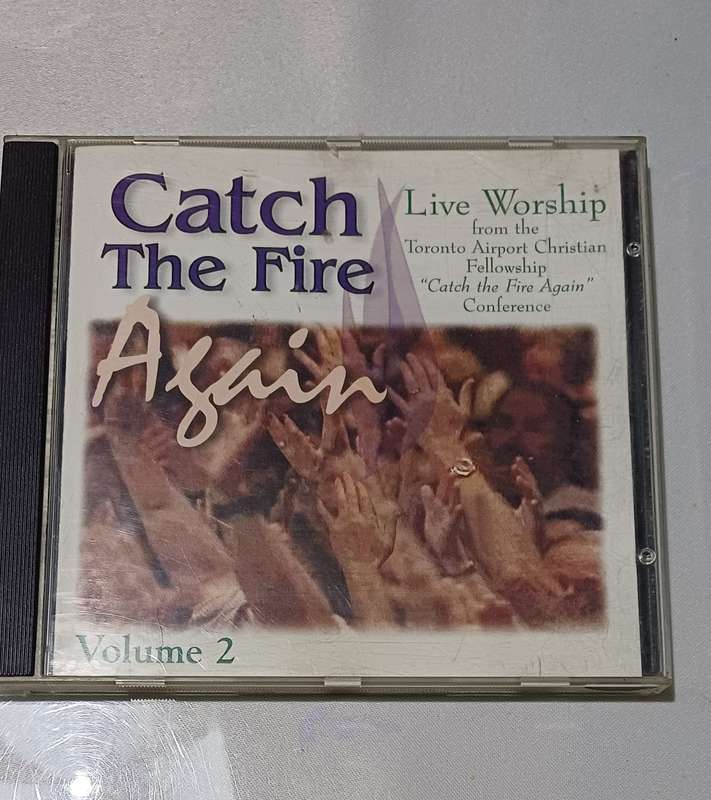 Catch
The Fire
Again
Live Worship
from the
Toronto Airport Christian
Fellowship
“Catch the Fire Again”
Conference
Volume 2